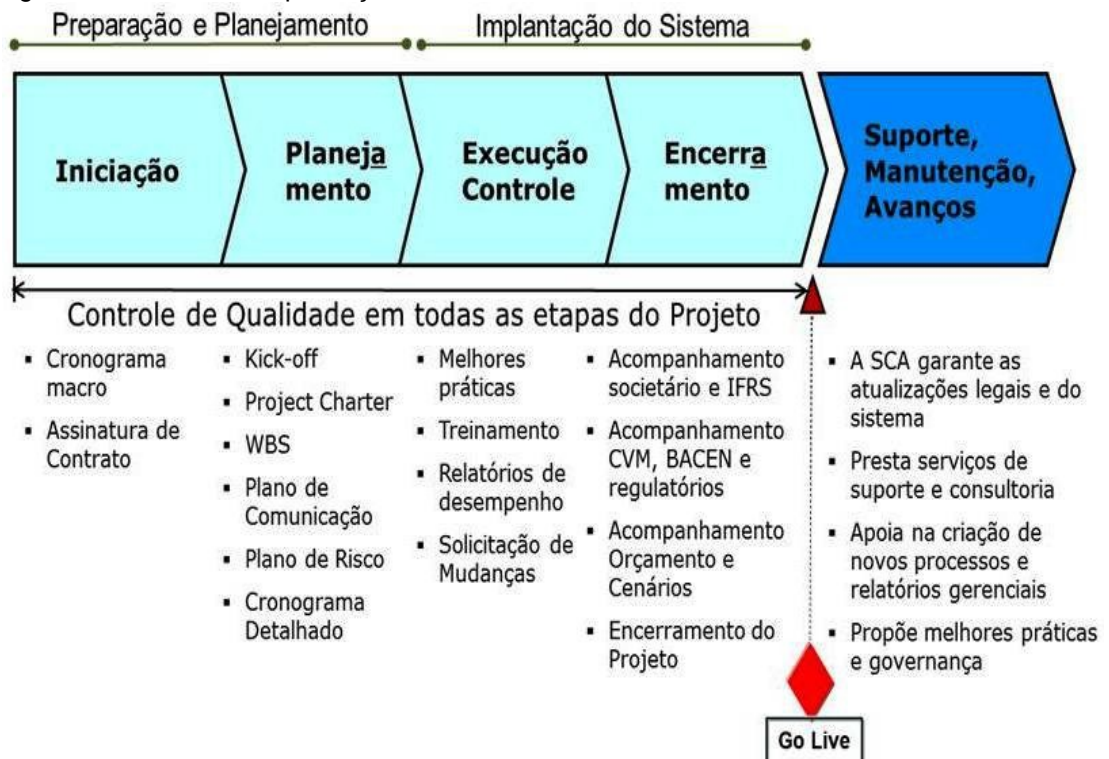 Preparação e Planejamento
Implantação do Sistema
Iniciação
Planeja
mento
Execução
Controle
Encerra
mento
Suporte,
Manutenção,
Avanços
Controle de Qualidade em todas as etapas do Projeto
▪ Cronograma
macro
▪ Assinatura de
Contrato
▪ Kick-off
▪ Project Charter
▪ WBS
▪ Plano de
Comunicação
▪ Plano de Risco
▪ Cronograma
Detalhado
▪ Melhores
práticas
▪ Treinamento
▪ Relatórios de
desempenho
▪ Solicitação de
Mudanças
▪ Acompanhamento
societário e IFRS
▪ Acompanhamento
CVM, BACEN e
regulatórios
▪ Acompanhamento
Orçamento e
Cenários
▪ Encerramento do
Projeto
▪ A SCA garante as
atualizações legais e do
sistema
▪ Presta serviços de
suporte e consultoria
▪ Apoia na criação de
novos processos e
relatórios gerenciais
▪ Propõe melhores práticas
e governança
Go Live